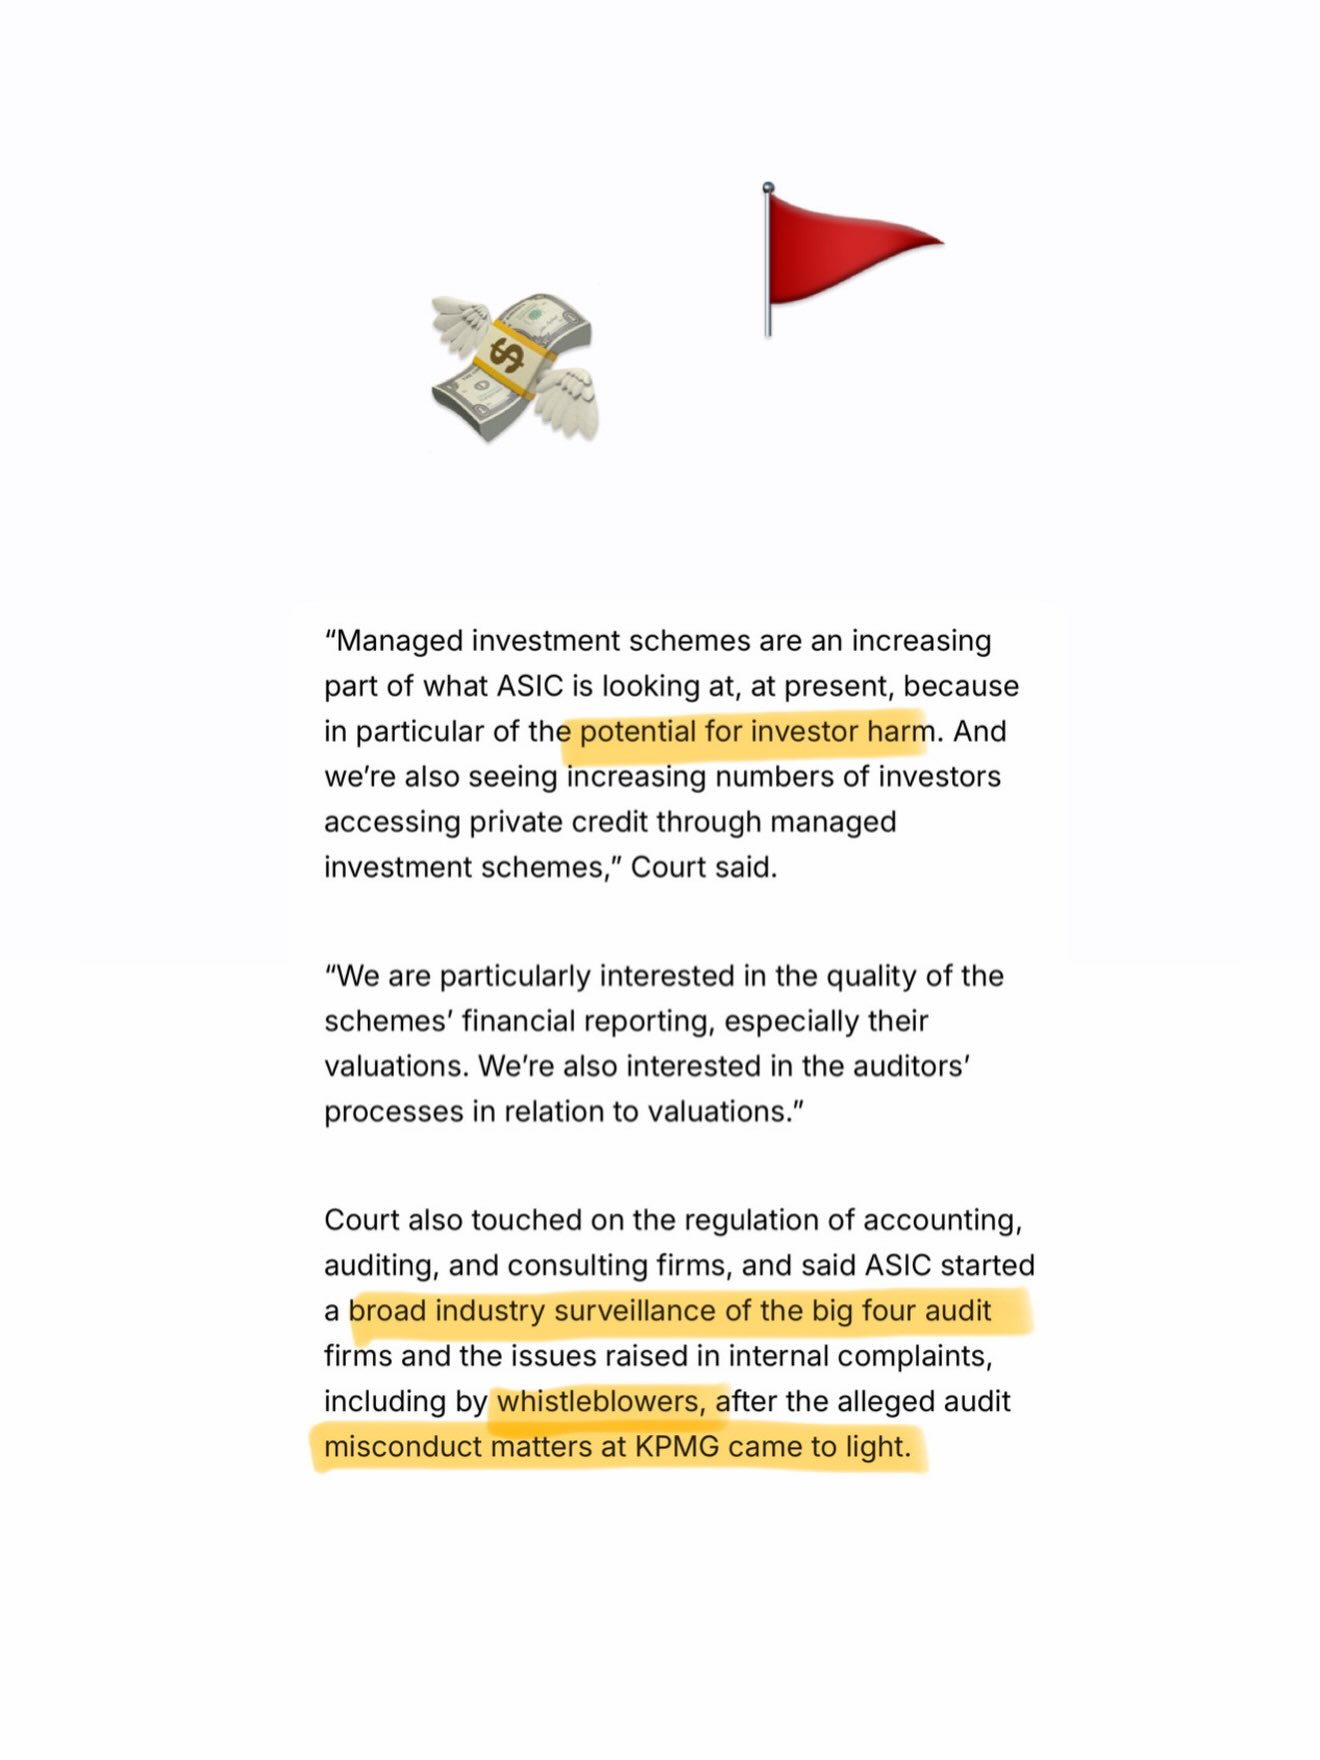 “Managed investment schemes are an increasing
part of what ASIC is looking at, at present, because
in particular of the potential for investor harm. And
we’re also seeing increasing numbers of investors
accessing private credit through managed
investment schemes,” Court said.
“We are particularly interested in the quality of the
schemes’ financial reporting, especially their
valuations. We’re also interested in the auditors’
processes in relation to valuations.”
Court also touched on the regulation of accounting,
auditing, and consulting firms, and said ASIC started
a broad industry surveillance of the big four audit
firms and the issues raised in internal complaints,
including by whistleblowers, after the alleged audit
misconduct matters at KPMG came to light.